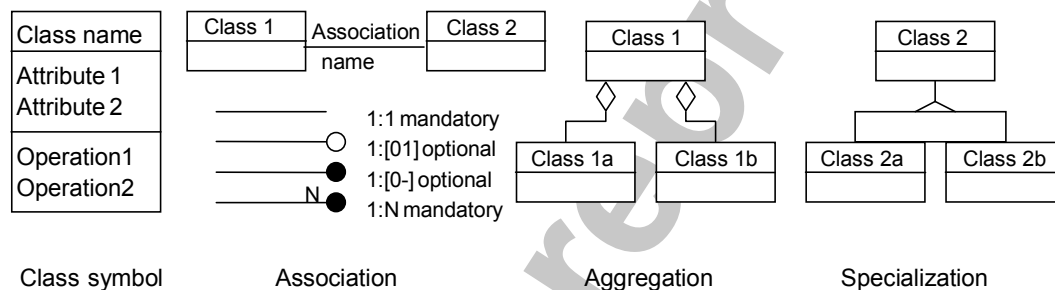 Class name
Attribute 1
Attribute 2
Operation1
Operation2
Class symbol
Class 1
Association
name
Class 2
1:1 mandatory
1:[01] optional
1:[0-] optional
N
1:N mandatory
Association
Class 1
Class 1a
Class 1b
Aggregation
Class 2
Class 2a
Class 2b
Specialization
repor